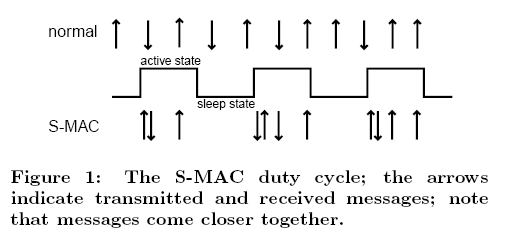 normal
active state
sleep state
S-MAC
Figure 1: The S-MAC duty cycle; the arrows
indicate transmitted and received messages; note
that messages come closer together.